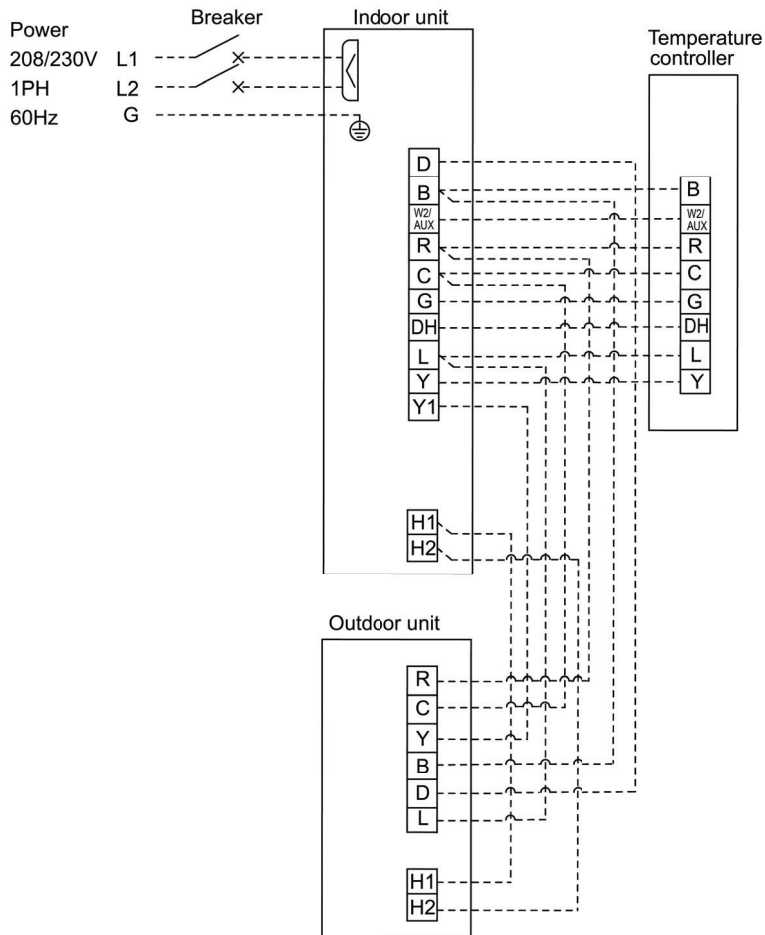 Power
208/230V L1
1PH L2
60Hz G
Breaker
Indoor unit
D
B
W2/
AUX
R
C
G
DH
L
Y
Y1
H1
H2
Temperature
controller
B
W2/
AUX
R
C
G
DH
L
Y
Outdoor unit
R
C
Y
B
D
L
H1
H2